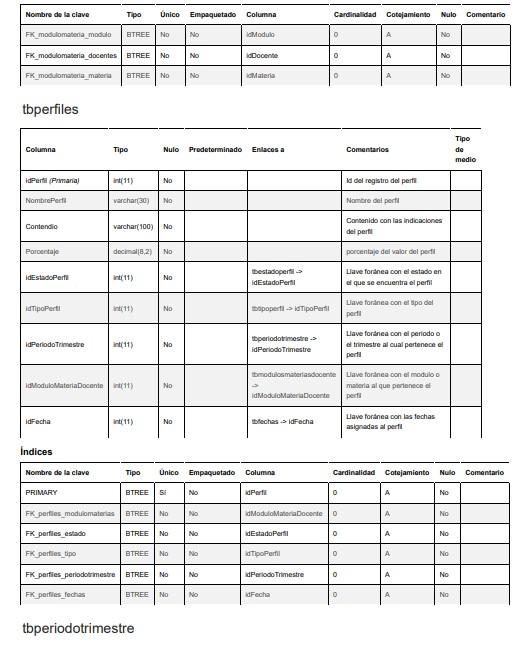 Nombre de la clave Tipo Único Empaquetado Columna Cardinalidad Cotejamiento Nulo Comentario
FK_modulomateria_modulo BTREE No No idModulo 0 A No
FK_modulomateria_docentes BTREE No No idDocente 0 A No
FK_modulomateria_materia BTREE No No idMateria 0 A No
tbperfiles
Columna Tipo Nulo Predeterminado Enlaces a Comentarios Tipo de medio
idPerfil (Primaria) int(11) No Id del registro del perfil
NombrePerfil varchar(30) No Nombre del perfil
Contendio varchar(100) No Contenido con las indicaciones
del perfil
Porcentaje decimal(8,2) No porcentaje del valor del perfil
idEstadoPerfil int(11) No tbestadoperfil -> Llave foránea con el estado en
idEstadoPerfil el que se encuentra el perfil
idTipoPerfil int(11) No tbtipoperfil -> idTipoPerfil Llave foránea con el tipo del
perfil
idPeriodoTrimestre int(11) No tbperiodotrimestre -> Llave foránea con el periodo o
idPeriodoTrimestre el trimestre al cual pertenece el
perfil
idModuloMateriaDocente int(11) No tbmodulosmateriasdocente Llave foránea con el modulo o
-> materia al que pertenece el
idModuloMateriaDocente perfil
idFecha int(11) No tbfechas -> idFecha Llave foránea con las fechas
asignadas al perfil
Índices
Nombre de la clave Tipo Único Empaquetado Columna Cardinalidad Cotejamiento Nulo Comentario
PRIMARY BTREE Sí No idPerfil 0 A No
FK_perfiles_modulomaterias BTREE No No idModuloMateriaDocente 0 A No
FK_perfiles_estado BTREE No No idEstadoPerfil 0 A No
FK_perfiles_tipo BTREE No No idTipoPerfil 0 A No
FK_perfiles_periodotrimestre BTREE No No idPeriodoTrimestre 0 A No
FK_perfiles_fechas BTREE No No idFecha 0 A No
tbperiodotrimestre